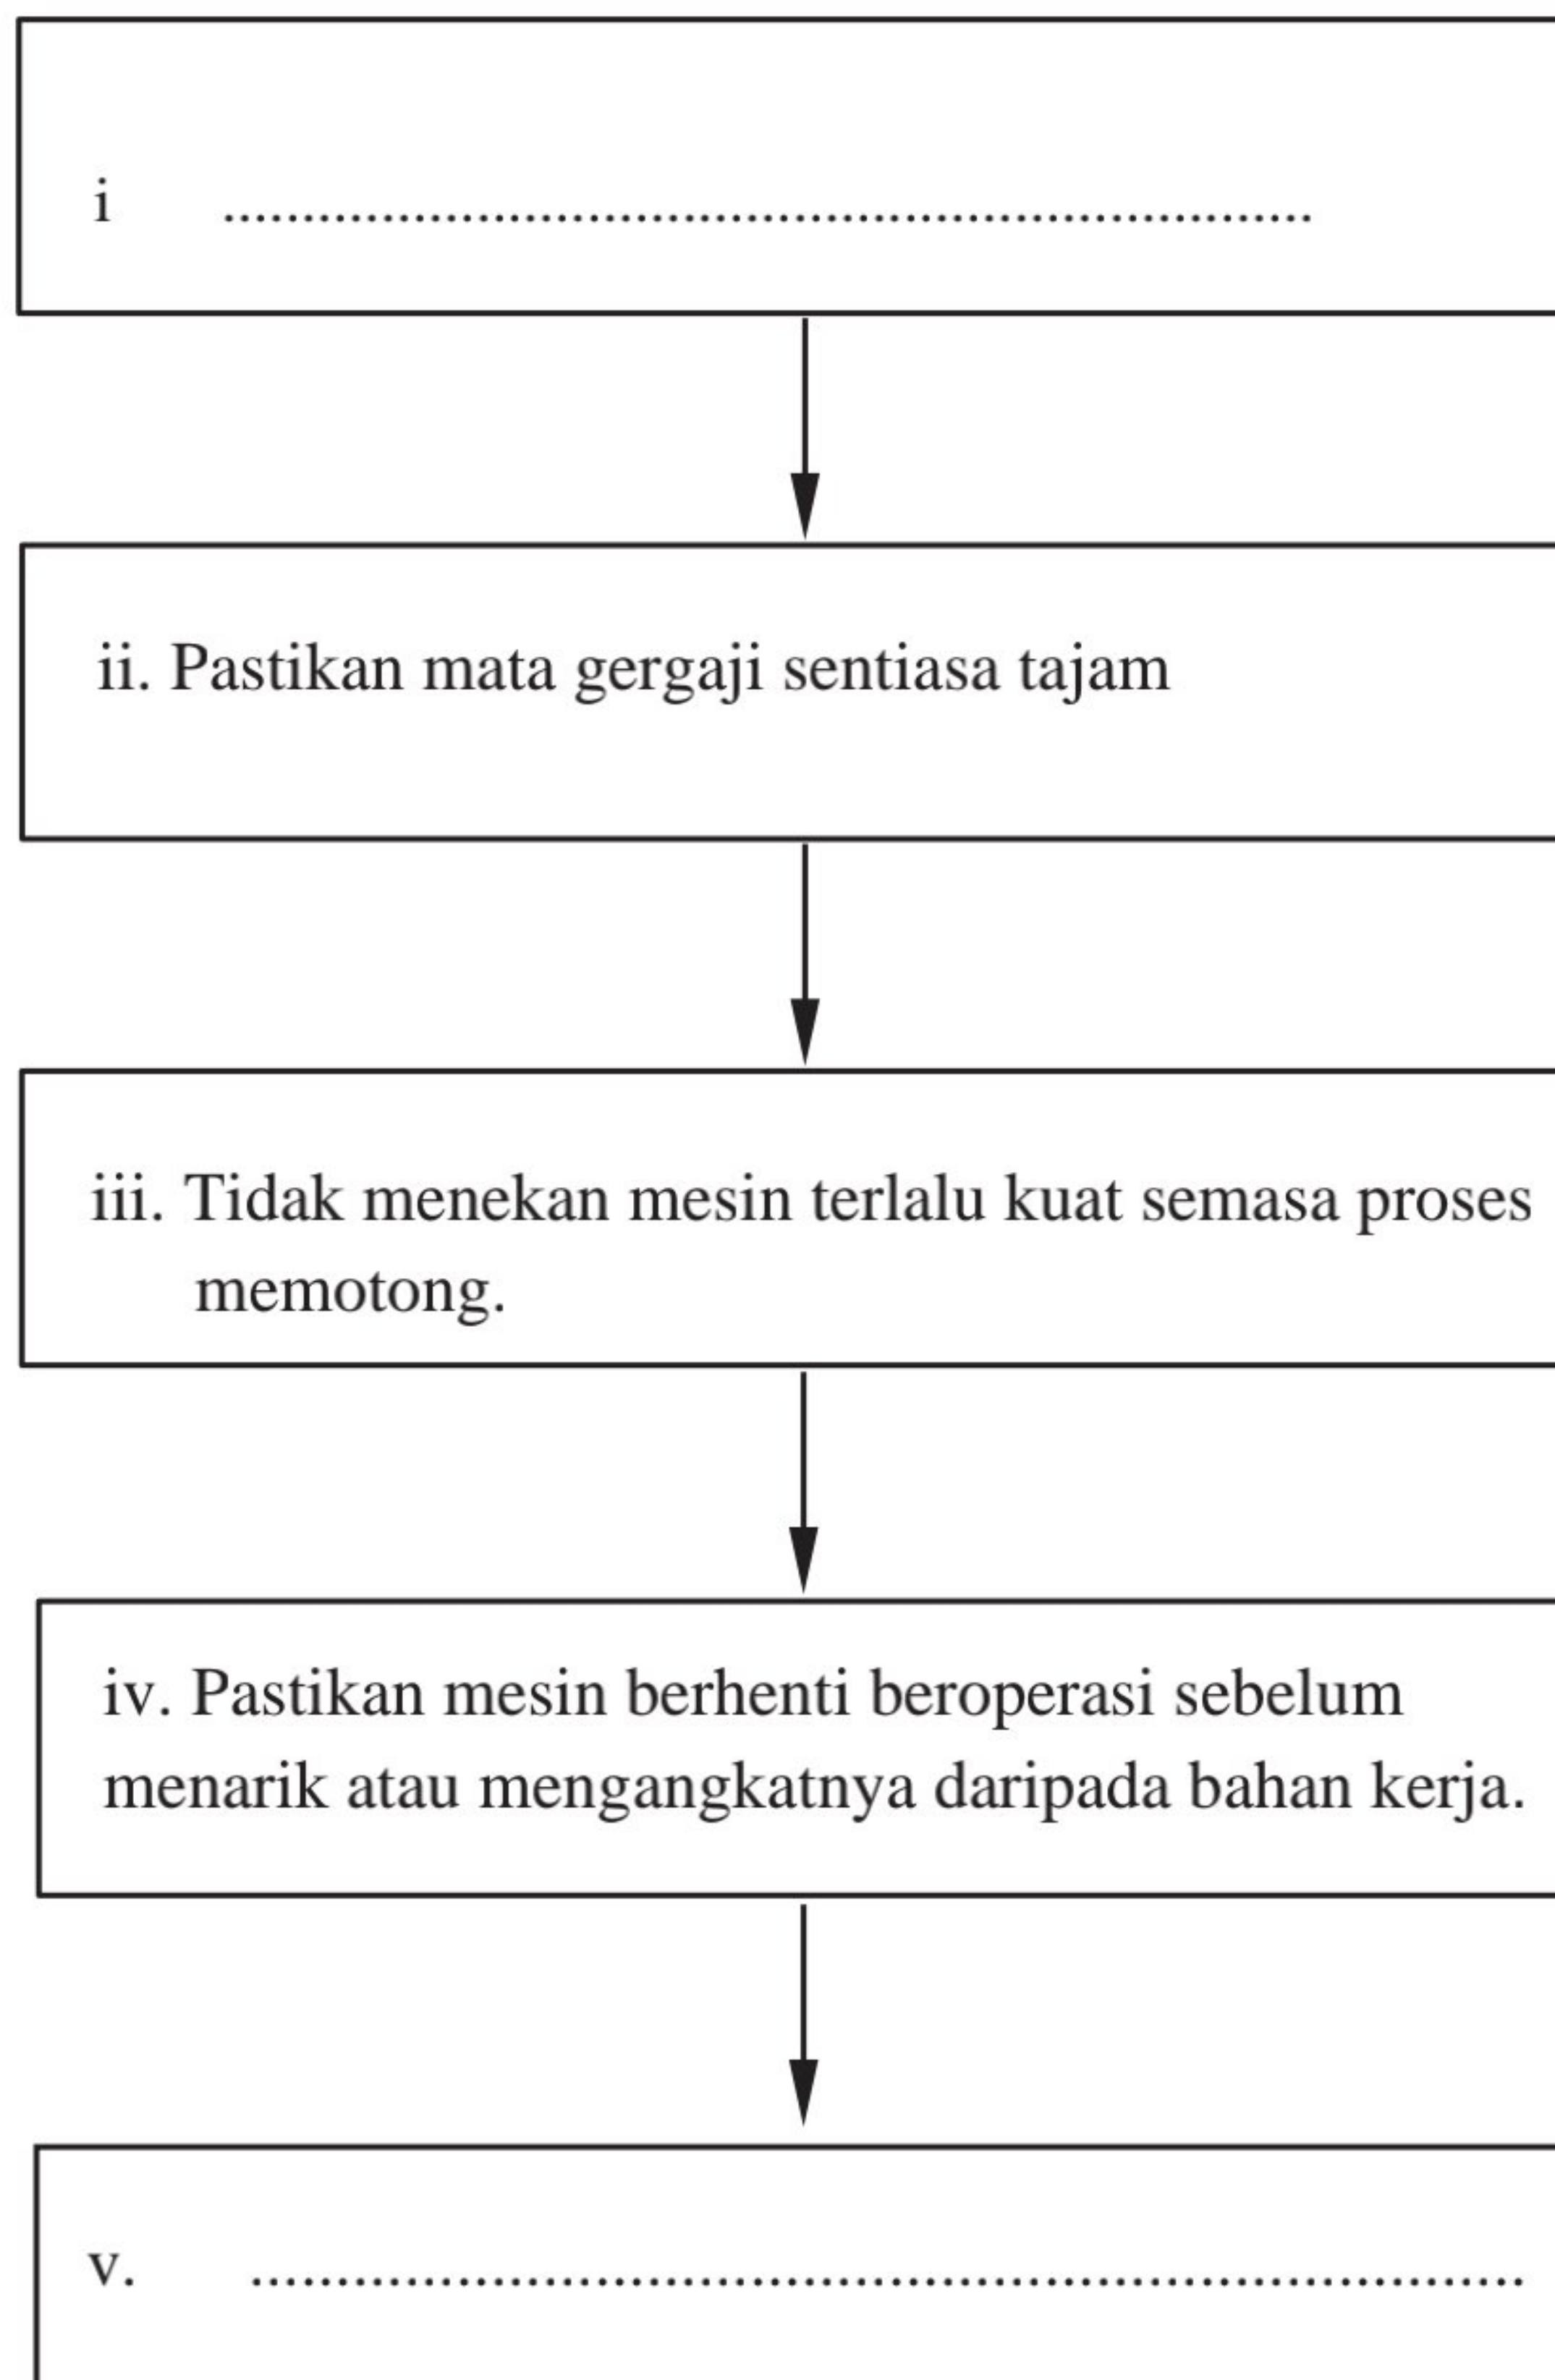 i ....................................................................
ii. Pastikan mata gergaji sentiasa tajam
iii. Tidak menekan mesin terlalu kuat semasa proses
memotong.
iv. Pastikan mesin berhenti beroperasi sebelum
menarik atau mengangkatnya daripada bahan kerja.
v. ..........................................................................